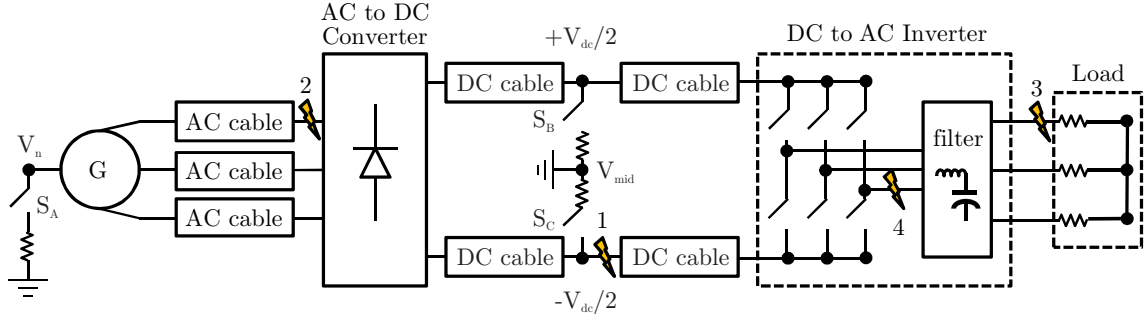 AC to DC
Converter
+V_dc/2
DC to AC Inverter
Load
2
3
DC cable
DC cable
AC cable
S_B
filter
V_n
G
AC cable
V_mid
S_A
AC cable
S_C
1
4
DC cable
DC cable
-V_dc/2